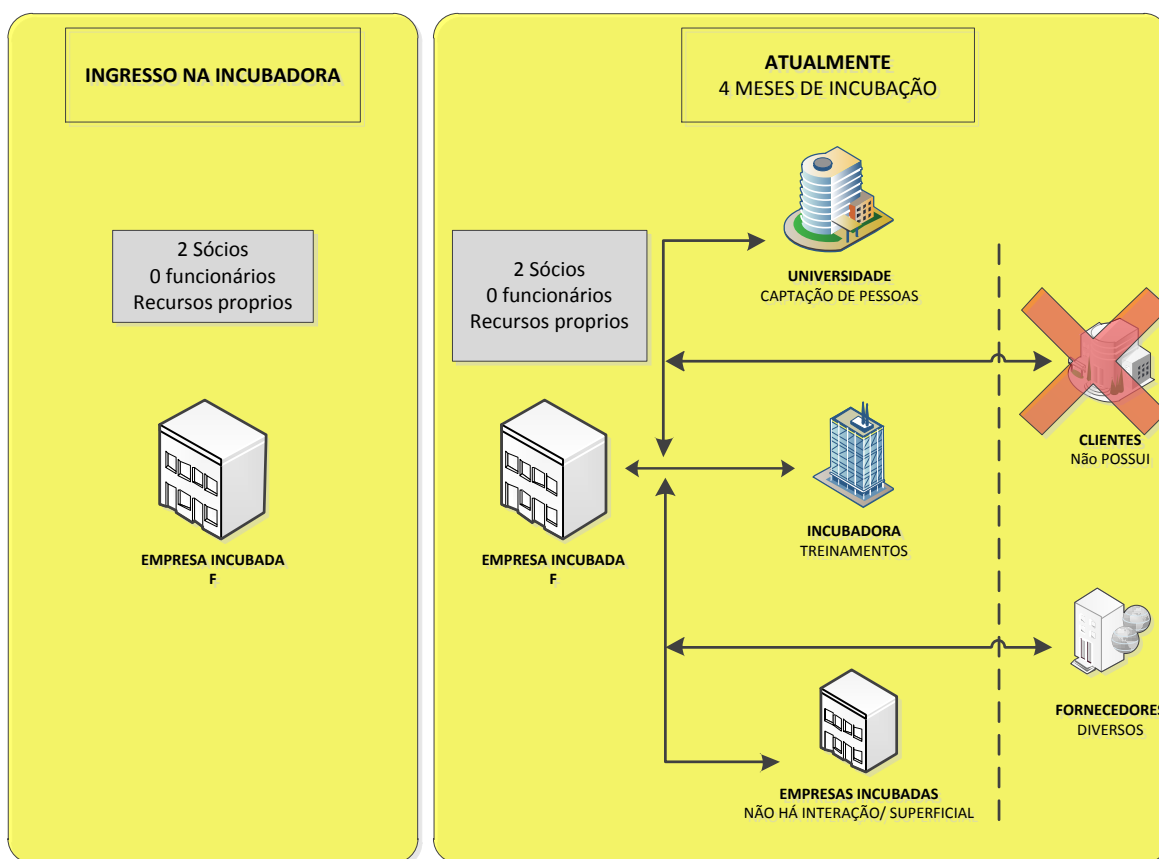 INGRESSO NA INCUBADORA
2 Sócios
0 funcionários
Recursos proprios
EMPRESA INCUBADA
F
ATUALMENTE
4 MESES DE INCUBAÇÃO
2 Sócios
0 funcionários
Recursos proprios
EMPRESA INCUBADA
F
UNIVERSIDADE
CAPTAÇÃO DE PESSOAS
CLIENTES
Não POSSUI
INCUBADORA
TREINAMENTOS
FORNECEDORES
DIVERSOS
EMPRESAS INCUBADAS
NÃO HÁ INTERAÇÃO/ SUPERFICIAL